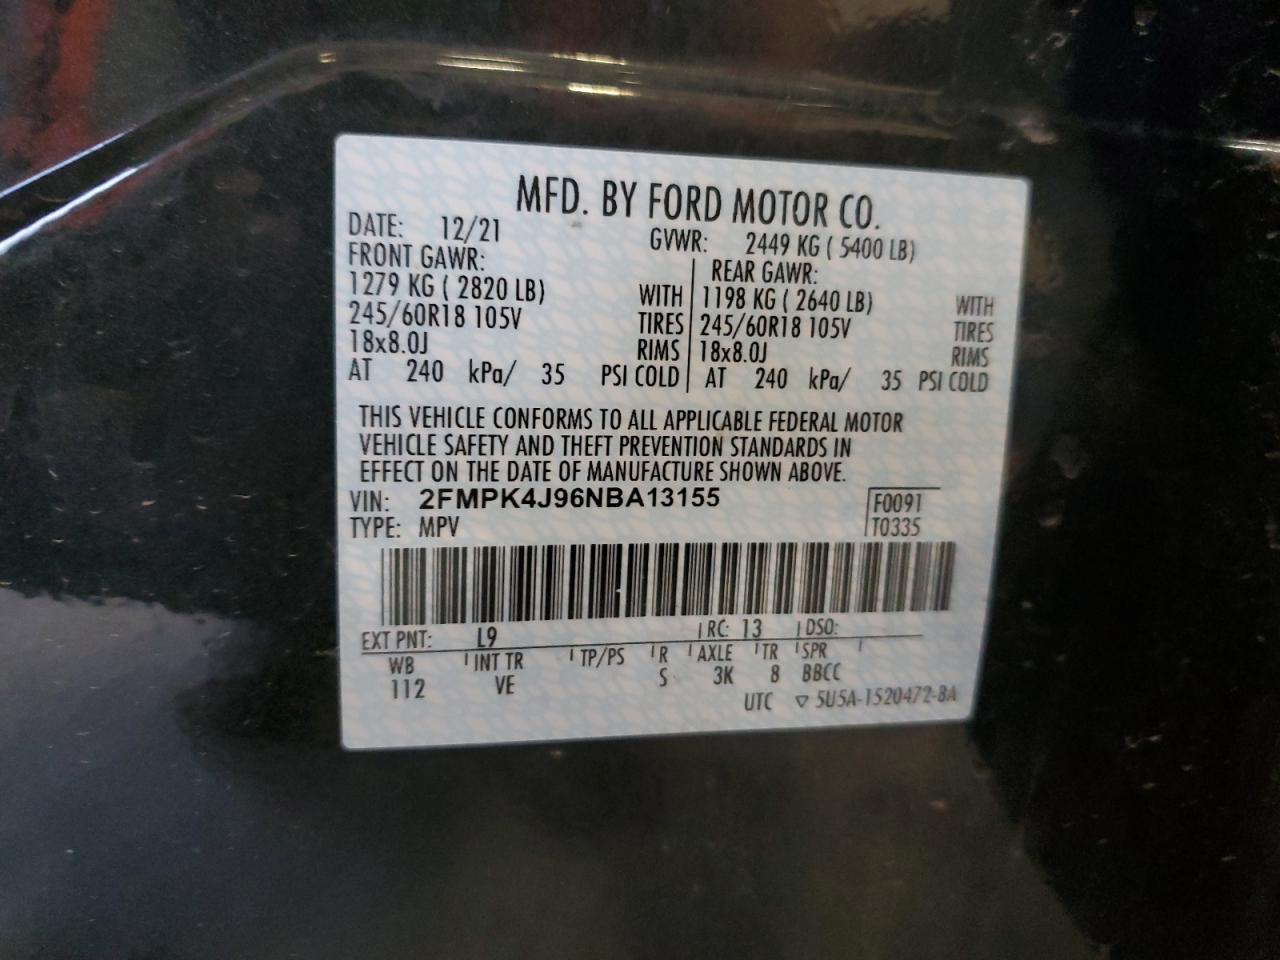 MFD. BY FORD MOTOR CO.
DATE: 12/21 GVWR: 2449 KG ( 5400 LB)
FRONT GAWR: REAR GAWR:
1279 KG ( 2820 LB) WITH 1198 KG ( 2640 LB) WITH
245/60R18 105V TIRES 245/60R18 105V TIRES
18x8.0J RIMS 18x8.0J RIMS
AT 240 kPa/ 35 PSI COLD AT 240 kPa/ 35 PSI COLD
THIS VEHICLE CONFORMS TO ALL APPLICABLE FEDERAL MOTOR
VEHICLE SAFETY AND THEFT PREVENTION STANDARDS IN
EFFECT ON THE DATE OF MANUFACTURE SHOWN ABOVE.
VIN: 2FMPK4J96NBA13155 F0091
TYPE: MPV T0335
EXT PNT: L9 RC: 13 DSO:
WB INT TR TP/PS R AXLE TR SPR
112 VE S 3K 8 BBCC
UTC ▽ 5U5A-1520472-BA